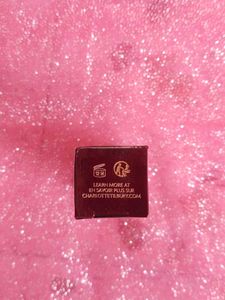 LEARN MORE AT
EN SAVOIR PLUS SUR
CHARLOTTETILBURY.COM